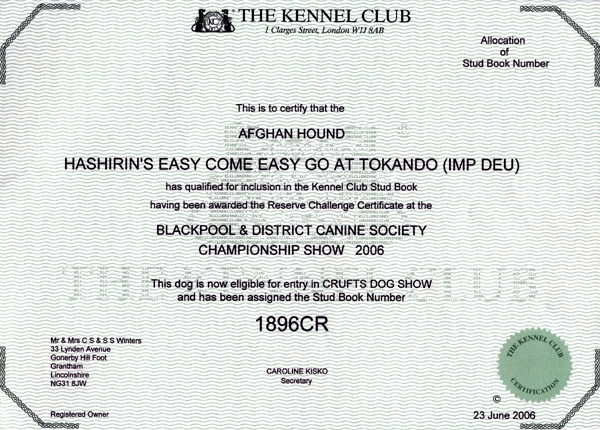 THE KENNEL CLUB
1 Clarges Street, London W1J 8AB
Allocation
of
Stud Book Number
This is to certify that the
AFGHAN HOUND
HASHIRIN'S EASY COME EASY GO AT TOKANDO (IMP DEU)
has qualified for inclusion in the Kennel Club Stud Book
having been awarded the Reserve Challenge Certificate at the
BLACKPOOL & DISTRICT CANINE SOCIETY
CHAMPIONSHIP SHOW 2006
This dog is now eligible for entry in CRUFTS DOG SHOW
and has been assigned the Stud Book Number
1896CR
Mr & Mrs C S & S S Winters
33 Lynden Avenue
Gonerby Hill Foot
Grantham
Lincolnshire
NG31 8JW
Registered Owner
CAROLINE KISKO
Secretary
THE KENNEL CLUB
CERTIFICATION
©
23 June 2006